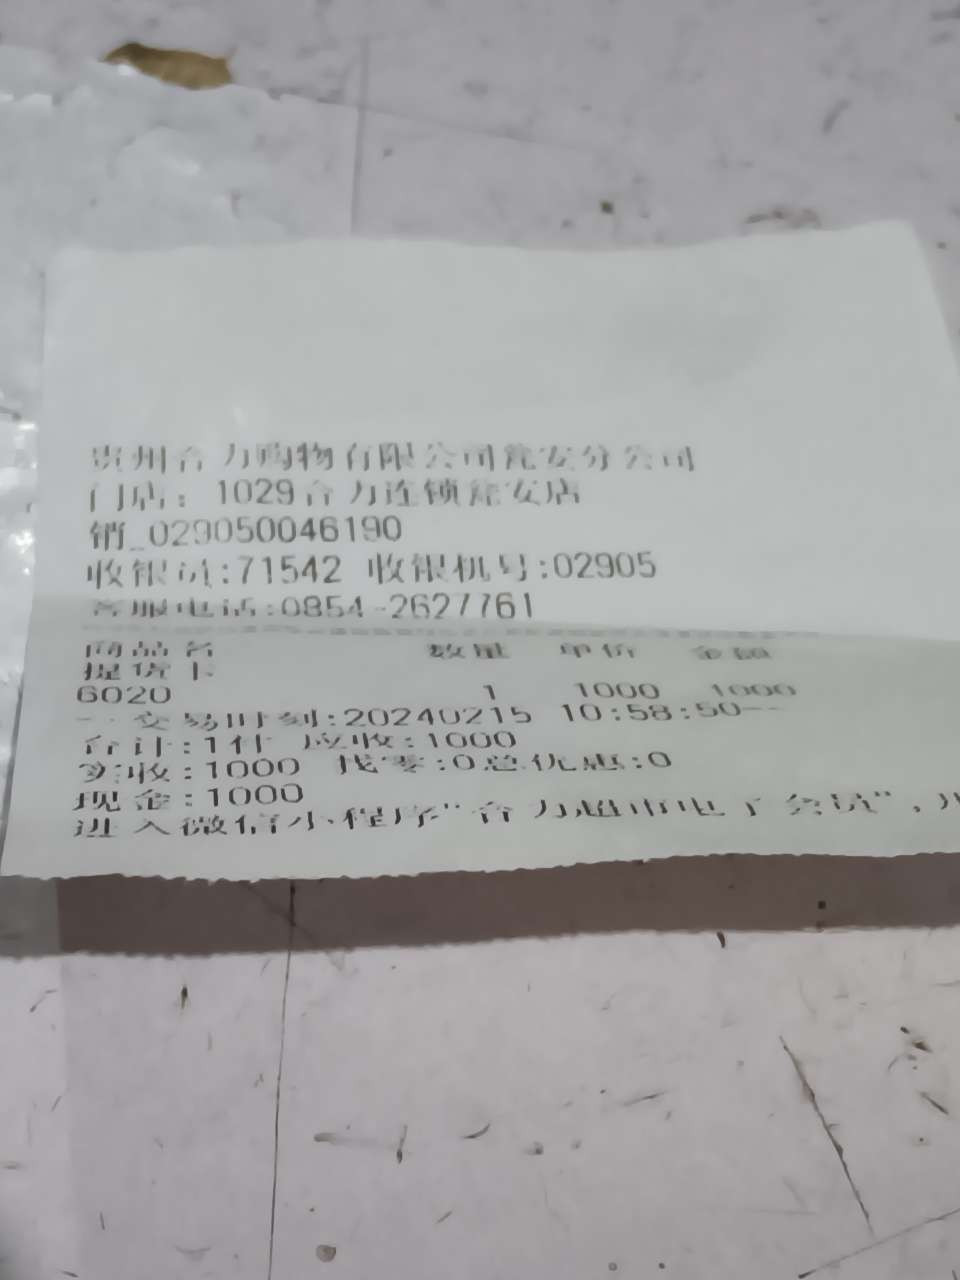 贵州合力购物有限公司瓮安分公司
门店: 1029合力连锁瓮安店
销_029050046190
收银员:71542 收银机号:02905
客服电话:0854-2627761
商品名 数量 单价 金额
提货卡
6020 1 1000 1000
--交易时刻:20240215 10:58:50--
合计:1件 应收:1000
实收:1000 找零:0总优惠:0
现金:1000
进入微信小程序"合力超市电子会员",